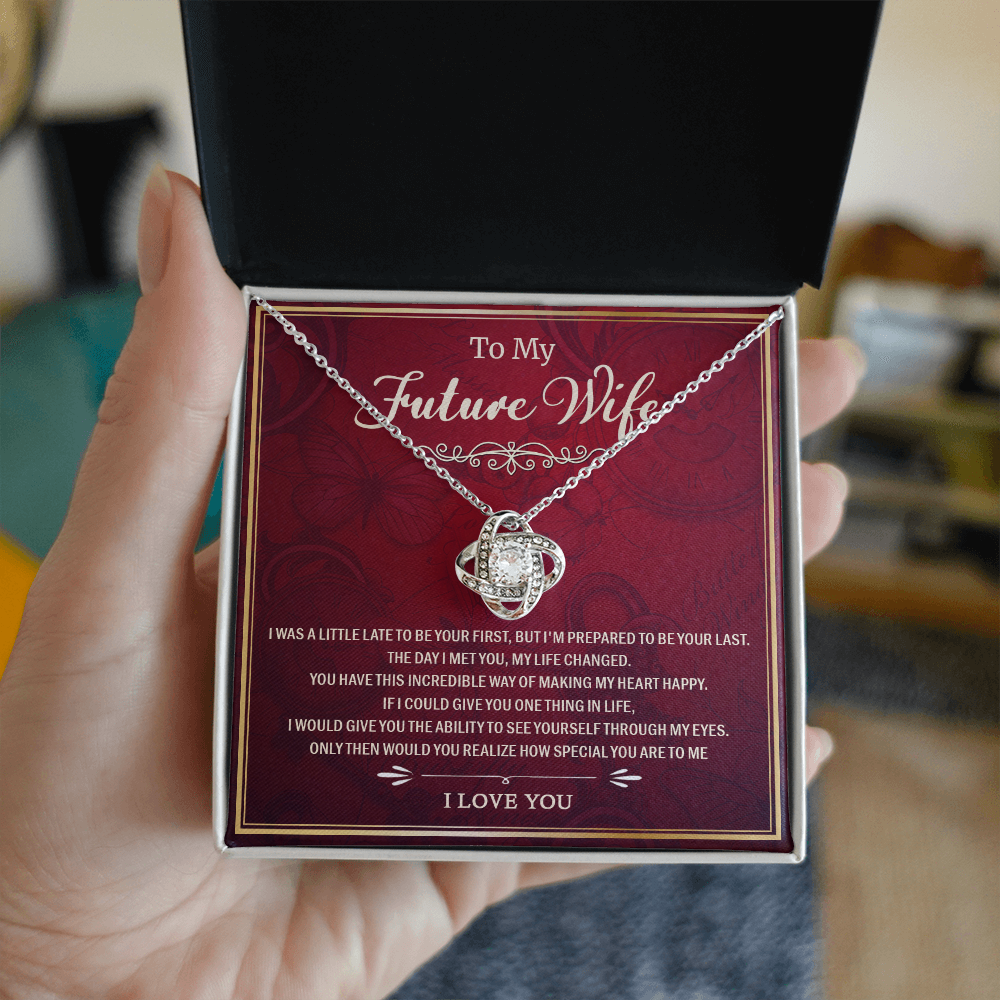 To My
Future Wife
I WAS A LITTLE LATE TO BE YOUR FIRST, BUT I'M PREPARED TO BE YOUR LAST.
THE DAY I MET YOU, MY LIFE CHANGED.
YOU HAVE THIS INCREDIBLE WAY OF MAKING MY HEART HAPPY.
IF I COULD GIVE YOU ONE THING IN LIFE,
I WOULD GIVE YOU THE ABILITY TO SEE YOURSELF THROUGH MY EYES.
ONLY THEN WOULD YOU REALIZE HOW SPECIAL YOU ARE TO ME
I LOVE YOU